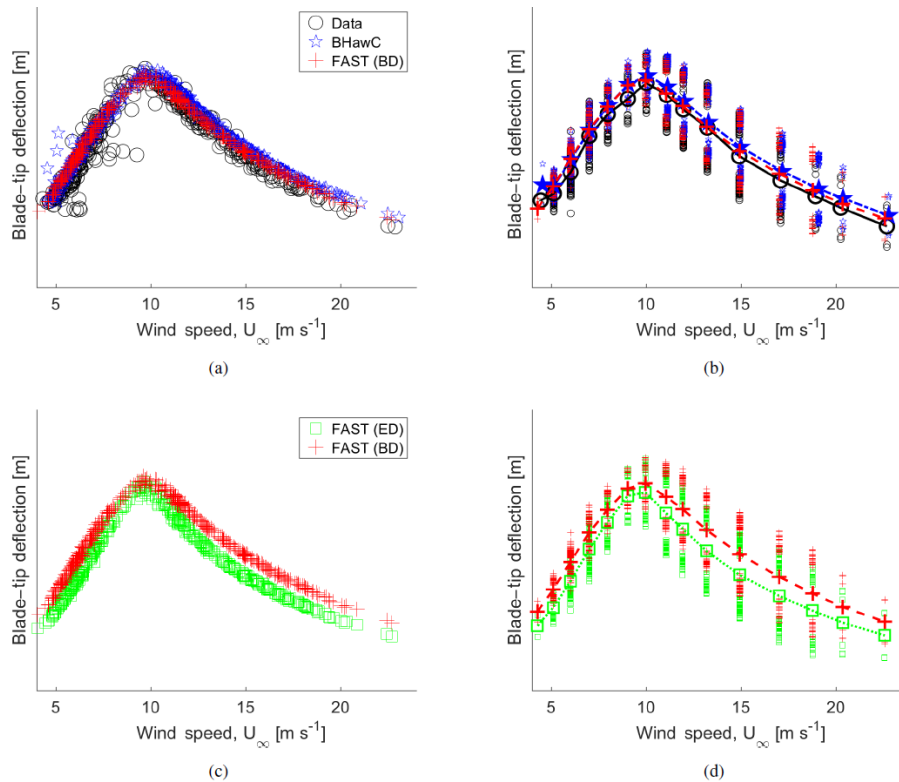 Blade-tip deflection [m]
Data
BHawC
FAST (BD)
5 10 15 20
Wind speed, U∞ [m s-1]
(a)
Blade-tip deflection [m]
5 10 15 20
Wind speed, U∞ [m s-1]
(b)
Blade-tip deflection [m]
FAST (ED)
FAST (BD)
5 10 15 20
Wind speed, U∞ [m s-1]
(c)
Blade-tip deflection [m]
5 10 15 20
Wind speed, U∞ [m s-1]
(d)